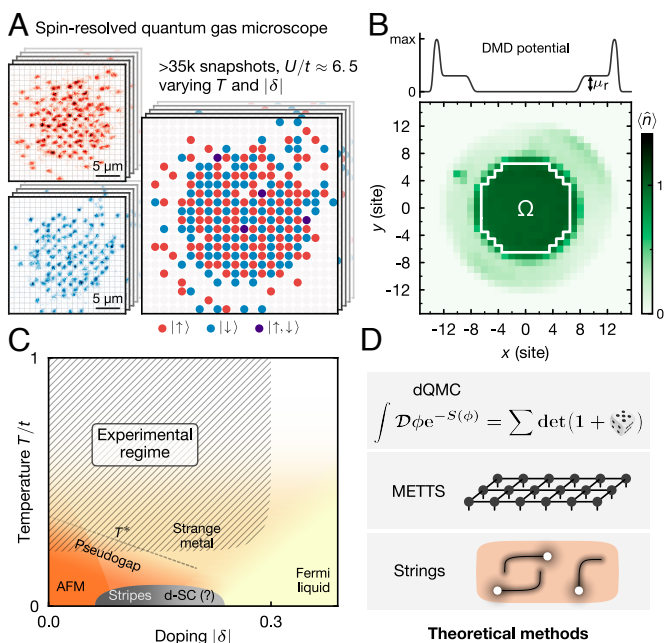 A
Spin-resolved quantum gas microscope
>35k snapshots, U/t ≈ 6.5
varying T and |δ|
5 μm
5 μm
|↑⟩ |↓⟩ |↑,↓⟩
B
max
DMD potential
μr
0
⟨n̂⟩
12
8
4
0
-4
-8
-12
y (site)
Ω
1
0
-12 -8 -4 0 4 8 12
x (site)
C
1
Temperature T/t
Experimental
regime
T*
Strange
metal
Pseudogap
AFM
Stripes d-SC (?)
Fermi
liquid
0
0.0 0.3
Doping |δ|
D
dQMC
∫ 𝒟ϕe^{−S(ϕ)} = ∑ det(1 + )
METTS
Strings
Theoretical methods